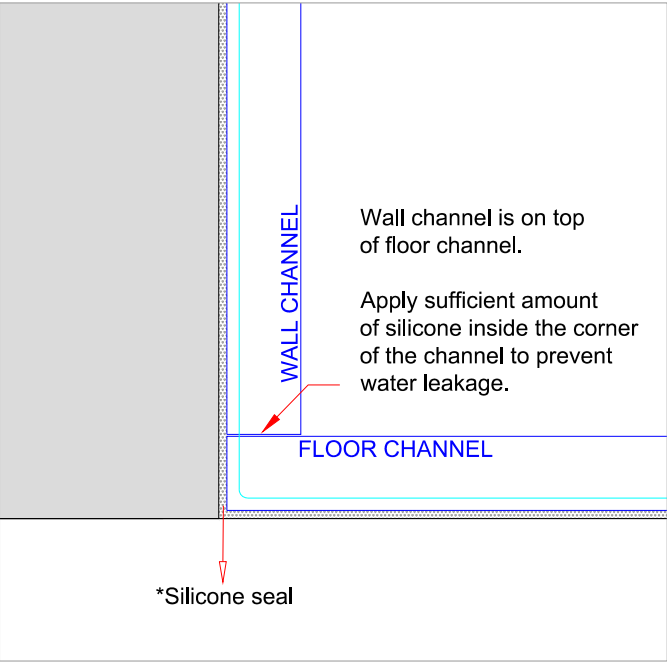 Wall channel is on top
of floor channel.
Apply sufficient amount
of silicone inside the corner
of the channel to prevent
water leakage.
WALL CHANNEL
FLOOR CHANNEL
*Silicone seal